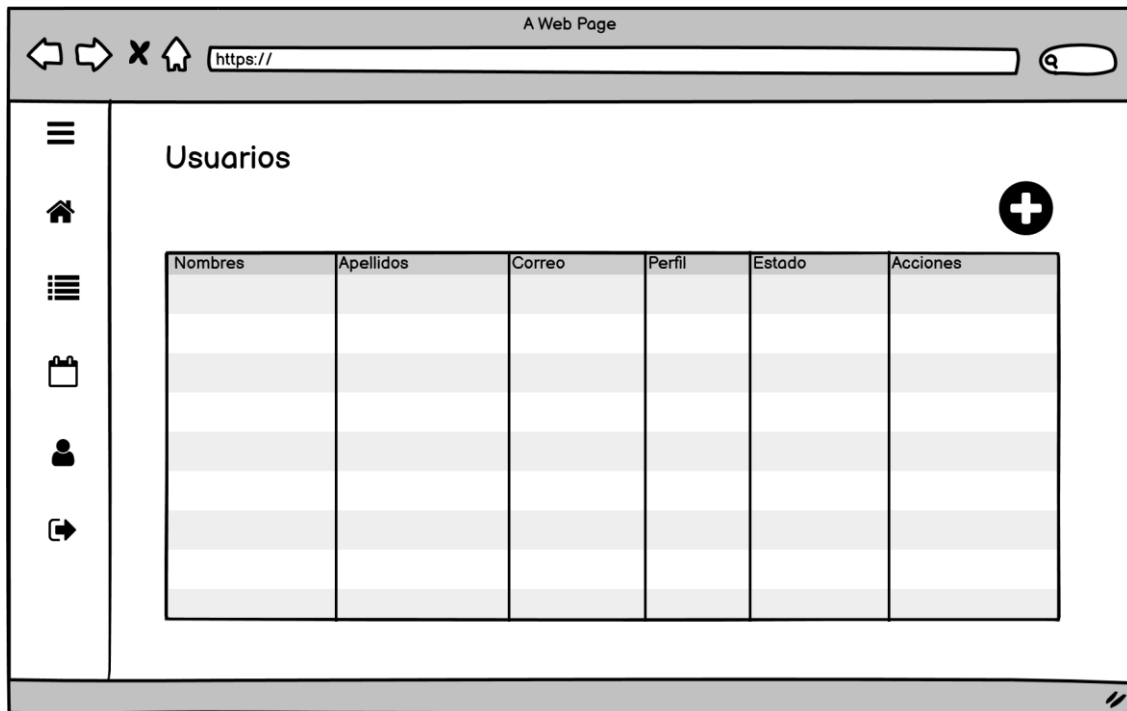 A Web Page
https://
Usuarios
Nombres Apellidos Correo Perfil Estado Acciones